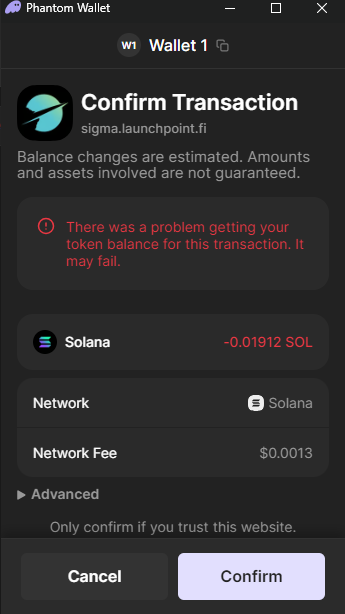 Phantom Wallet
W1 Wallet 1
Confirm Transaction
sigma.launchpoint.fi
Balance changes are estimated. Amounts
and assets involved are not guaranteed.
There was a problem getting your
token balance for this transaction. It
may fail.
Solana -0.01912 SOL
Network Solana
Network Fee $0.0013
Advanced
Only confirm if you trust this website.
Cancel Confirm